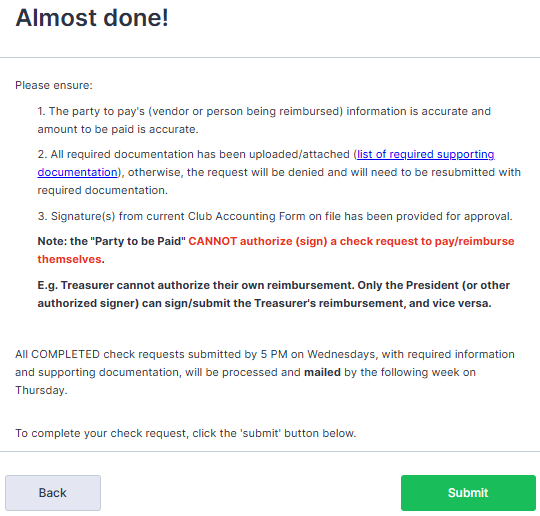 Almost done!
Please ensure:
1. The party to pay's (vendor or person being reimbursed) information is accurate and
amount to be paid is accurate.
2. All required documentation has been uploaded/attached (list of required supporting
documentation), otherwise, the request will be denied and will need to be resubmitted with
required documentation.
3. Signature(s) from current Club Accounting Form on file has been provided for approval.
Note: the "Party to be Paid" CANNOT authorize (sign) a check request to pay/reimburse
themselves.
E.g. Treasurer cannot authorize their own reimbursement. Only the President (or other
authorized signer) can sign/submit the Treasurer's reimbursement, and vice versa.
All COMPLETED check requests submitted by 5 PM on Wednesdays, with required information
and supporting documentation, will be processed and mailed by the following week on
Thursday.
To complete your check request, click the 'submit' button below.
Back
Submit